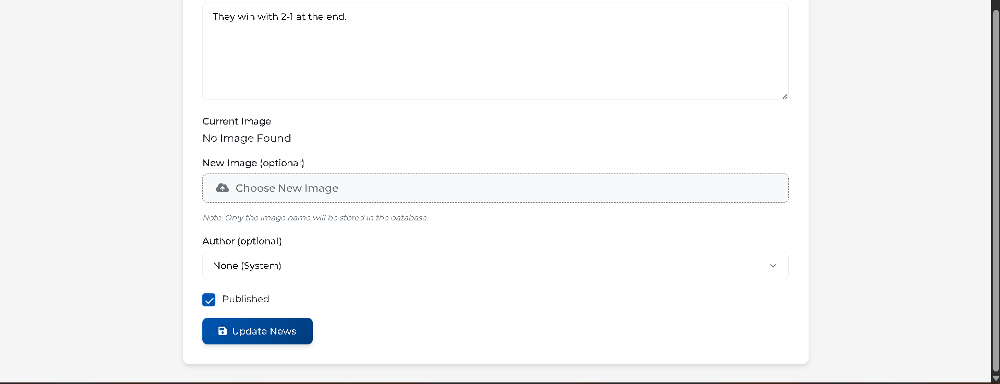 They win with 2-1 at the end.
Current Image
No Image Found
New Image (optional)
Choose New Image
Note: Only the image name will be stored in the database.
Author (optional)
None (System)
Published
Update News